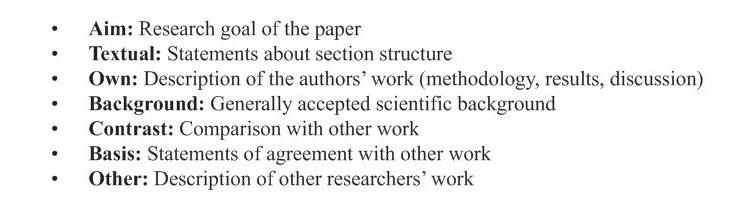 • Aim: Research goal of the paper
• Textual: Statements about section structure
• Own: Description of the authors’ work (methodology, results, discussion)
• Background: Generally accepted scientific background
• Contrast: Comparison with other work
• Basis: Statements of agreement with other work
• Other: Description of other researchers’ work